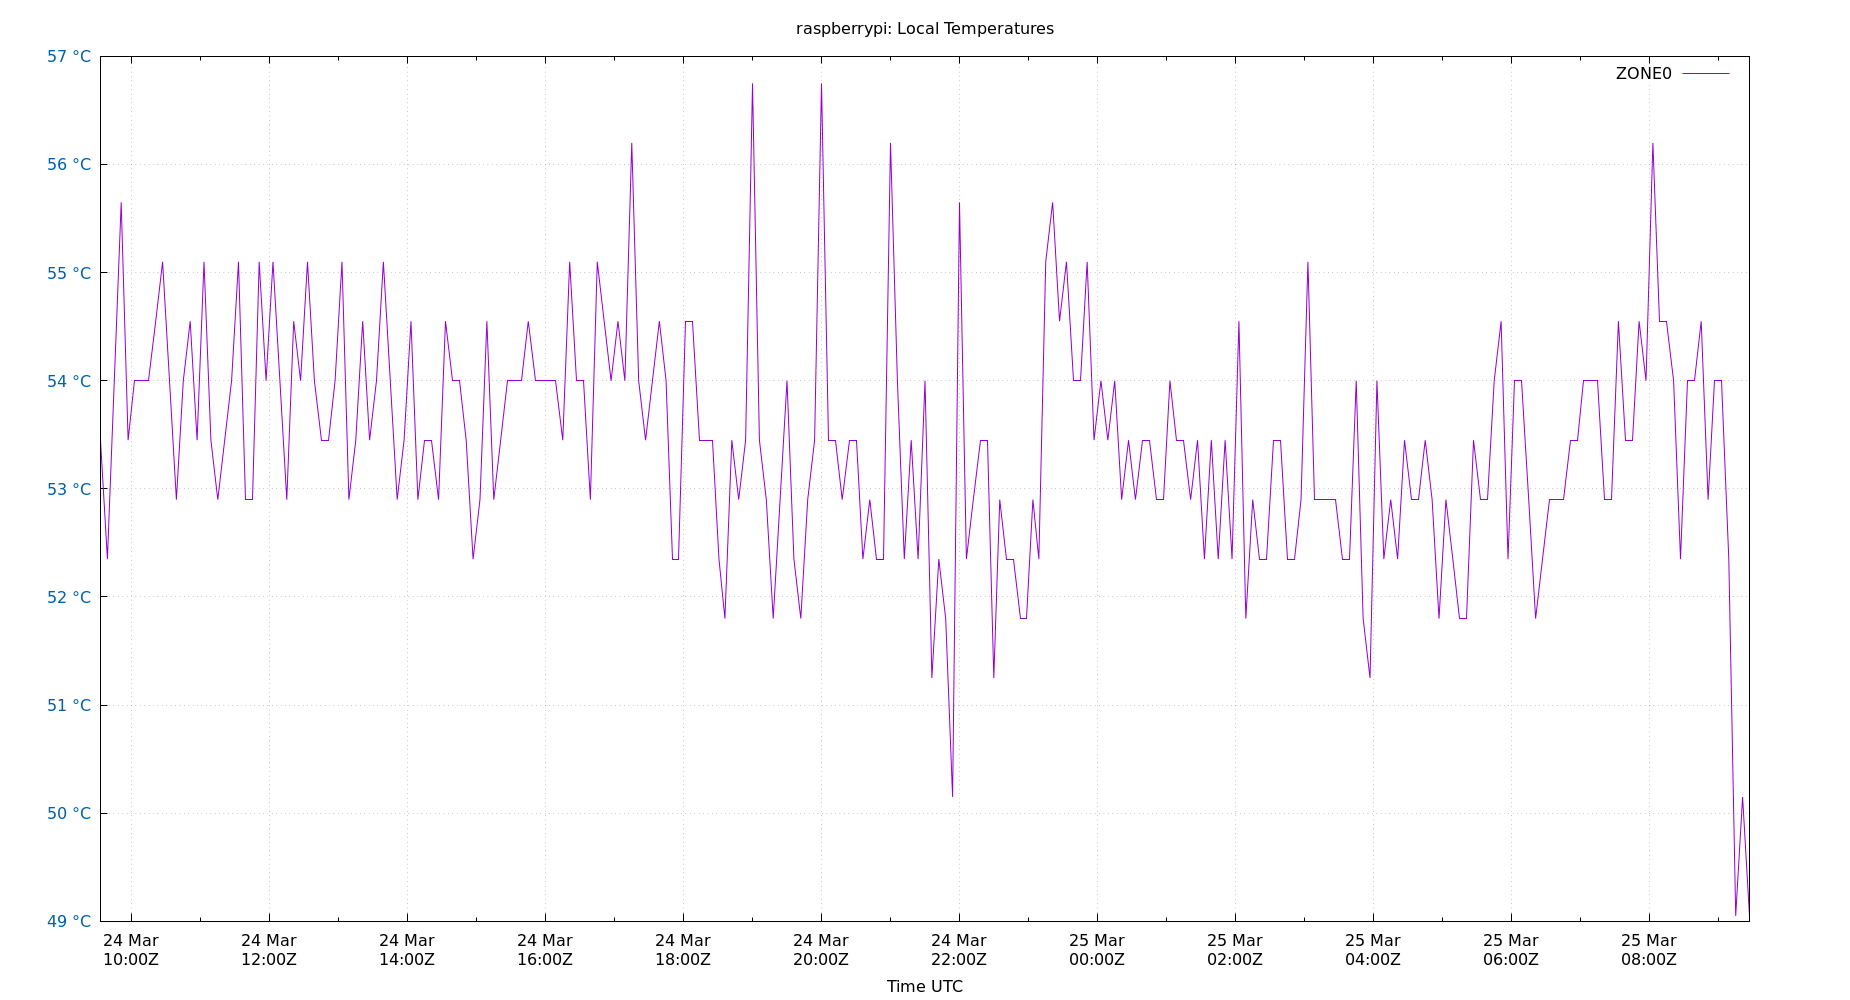 raspberrypi: Local Temperatures
57 °C
ZONE0
56 °C
55 °C
54 °C
53 °C
52 °C
51 °C
50 °C
49 °C
24 Mar 24 Mar 24 Mar 24 Mar 24 Mar 24 Mar 24 Mar 25 Mar 25 Mar 25 Mar 25 Mar 25 Mar
10:00Z 12:00Z 14:00Z 16:00Z 18:00Z 20:00Z 22:00Z 00:00Z 02:00Z 04:00Z 06:00Z 08:00Z
Time UTC